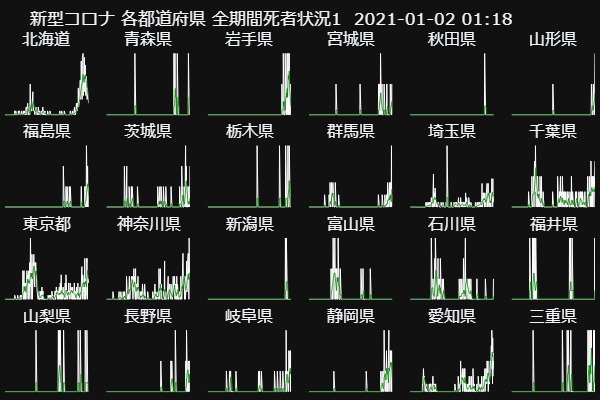 新型コロナ 各都道府県 全期間死者状況1 2021-01-02 01:18
北海道 青森県 岩手県 宮城県 秋田県 山形県
福島県 茨城県 栃木県 群馬県 埼玉県 千葉県
東京都 神奈川県 新潟県 富山県 石川県 福井県
山梨県 長野県 岐阜県 静岡県 愛知県 三重県